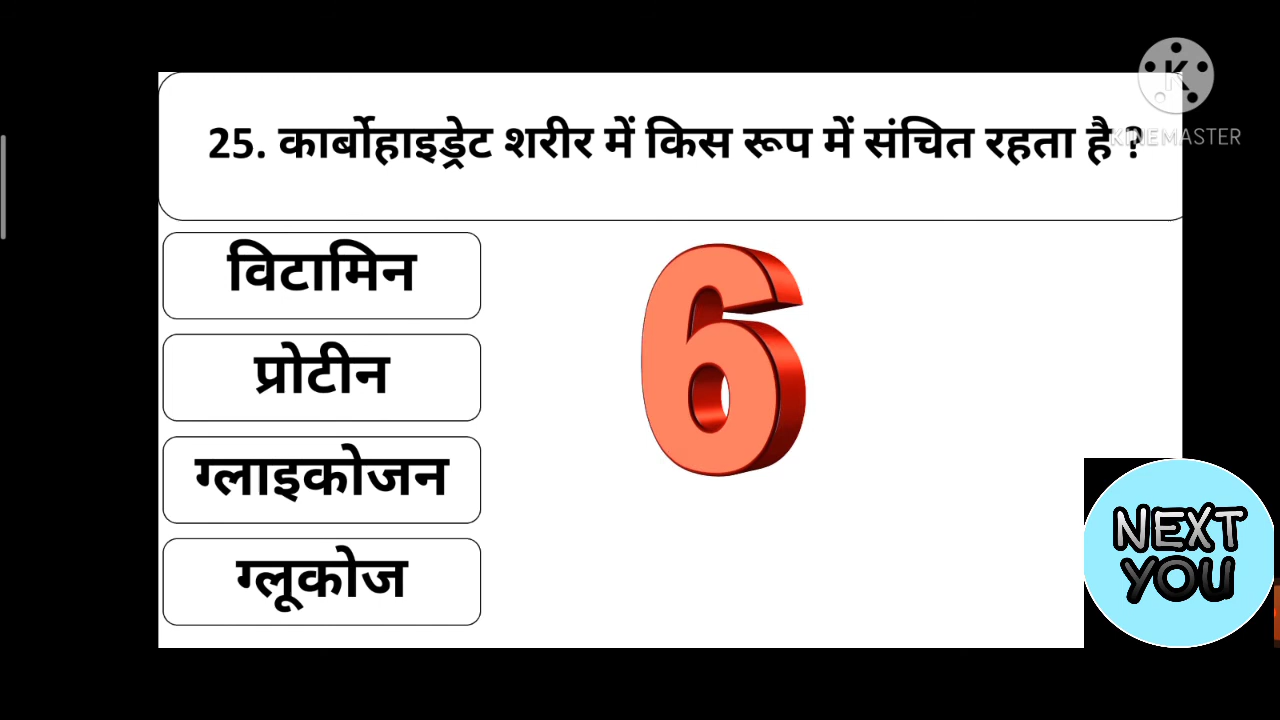 K
KINEMASTER
25. कार्बोहाइड्रेट शरीर में किस रूप में संचित रहता है ?
विटामिन
6
प्रोटीन
ग्लाइकोजन
ग्लूकोज
NEXT
YOU